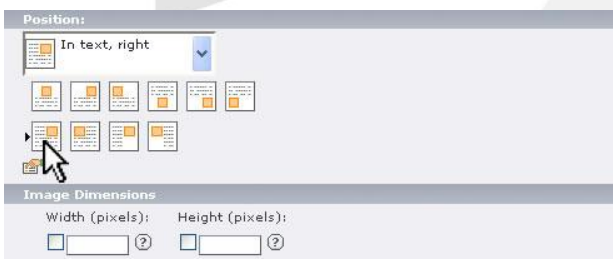 Position:
In text, right
Image Dimensions
Width (pixels): Height (pixels):
? ?